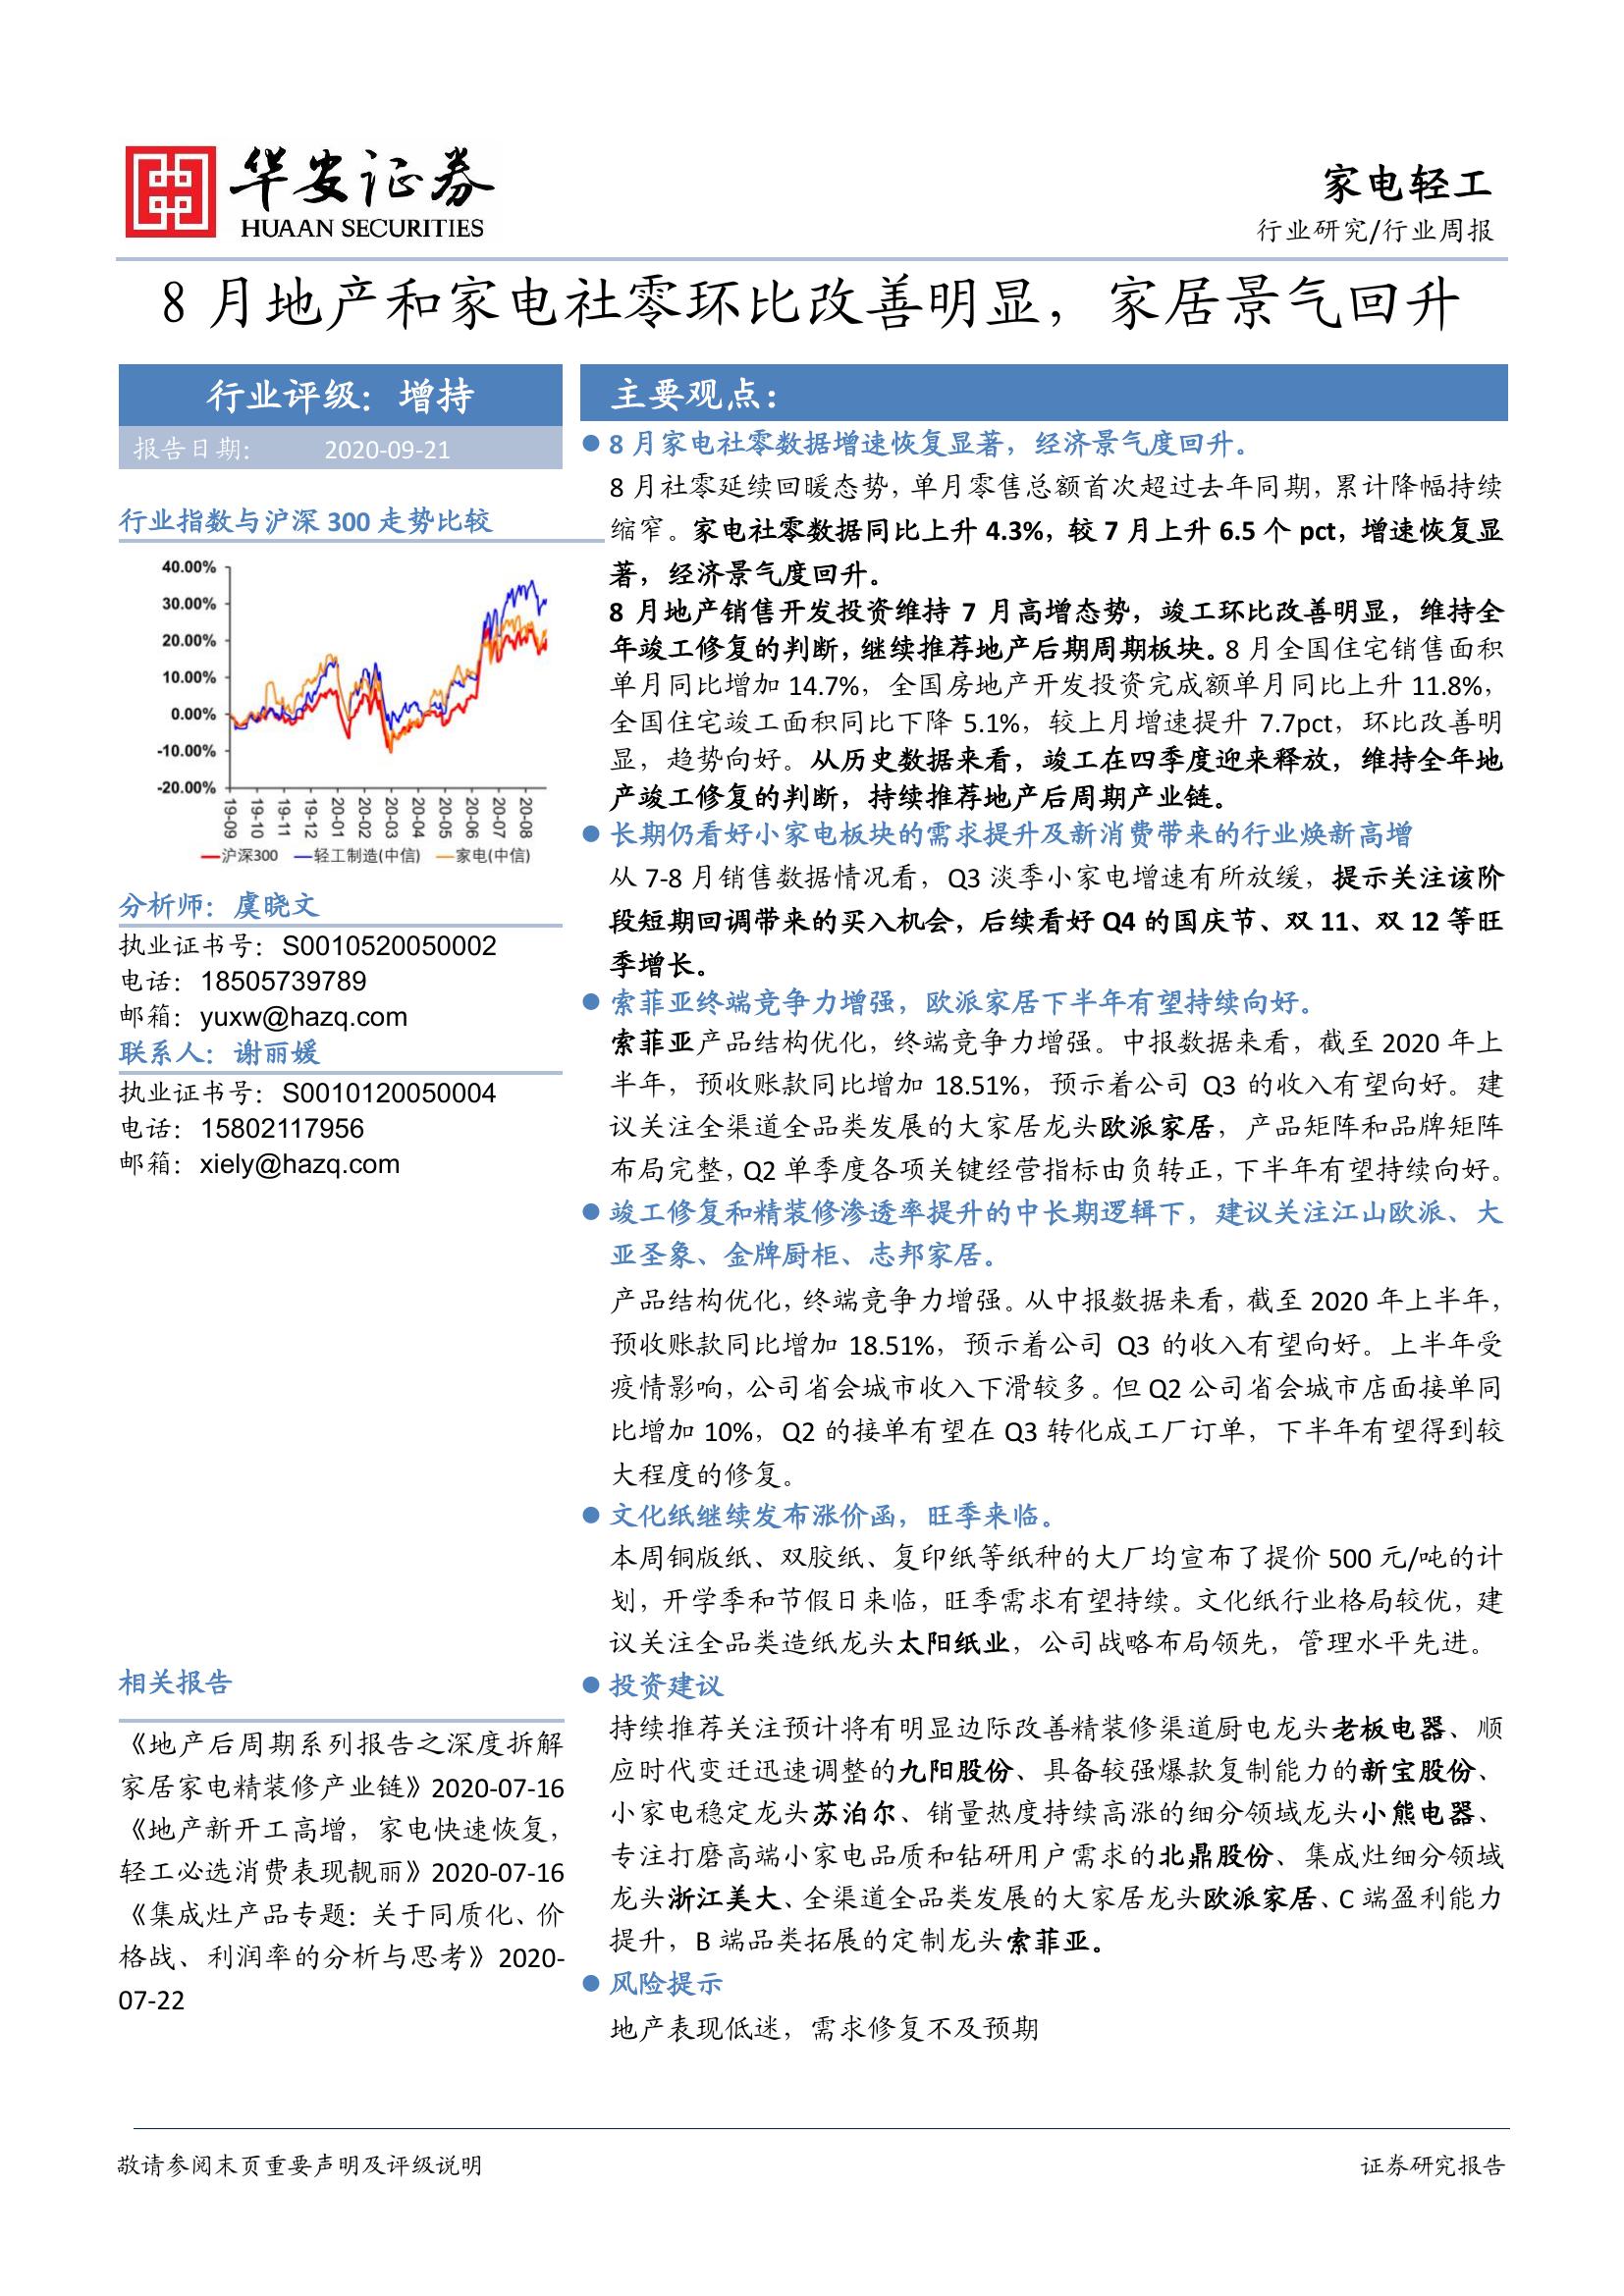 华安证券
HUAAN SECURITIES
家电轻工
行业研究/行业周报
8 月地产和家电社零环比改善明显，家居景气回升
行业评级：增持
报告日期： 2020-09-21
行业指数与沪深 300 走势比较
40.00%
30.00%
20.00%
10.00%
0.00%
-10.00%
-20.00%
19-09
19-10
19-11
19-12
20-01
20-02
20-03
20-04
20-05
20-06
20-07
20-08
沪深300 轻工制造(中信) 家电(中信)
分析师：虞晓文
执业证书号：S0010520050002
电话：18505739789
邮箱：yuxw@hazq.com
联系人：谢丽媛
执业证书号：S0010120050004
电话：15802117956
邮箱：xiely@hazq.com
相关报告
《地产后周期系列报告之深度拆解
家居家电精装修产业链》2020-07-16
《地产新开工高增，家电快速恢复，
轻工必选消费表现靓丽》2020-07-16
《集成灶产品专题：关于同质化、价
格战、利润率的分析与思考》2020-
07-22
主要观点：
● 8 月家电社零数据增速恢复显著，经济景气度回升。
8 月社零延续回暖态势，单月零售总额首次超过去年同期，累计降幅持续
缩窄。家电社零数据同比上升 4.3%，较 7 月上升 6.5 个 pct，增速恢复显
著，经济景气度回升。
8 月地产销售开发投资维持 7 月高增态势，竣工环比改善明显，维持全
年竣工修复的判断，继续推荐地产后期周期板块。8 月全国住宅销售面积
单月同比增加 14.7%，全国房地产开发投资完成额单月同比上升 11.8%，
全国住宅竣工面积同比下降 5.1%，较上月增速提升 7.7pct，环比改善明
显，趋势向好。从历史数据来看，竣工在四季度迎来释放，维持全年地
产竣工修复的判断，持续推荐地产后周期产业链。
● 长期仍看好小家电板块的需求提升及新消费带来的行业焕新高增
从 7-8 月销售数据情况看，Q3 淡季小家电增速有所放缓，提示关注该阶
段短期回调带来的买入机会，后续看好 Q4 的国庆节、双 11、双 12 等旺
季增长。
● 索菲亚终端竞争力增强，欧派家居下半年有望持续向好。
索菲亚产品结构优化，终端竞争力增强。中报数据来看，截至 2020 年上
半年，预收账款同比增加 18.51%，预示着公司 Q3 的收入有望向好。建
议关注全渠道全品类发展的大家居龙头欧派家居，产品矩阵和品牌矩阵
布局完整，Q2 单季度各项关键经营指标由负转正，下半年有望持续向好。
● 竣工修复和精装修渗透率提升的中长期逻辑下，建议关注江山欧派、大
亚圣象、金牌厨柜、志邦家居。
产品结构优化，终端竞争力增强。从中报数据来看，截至 2020 年上半年，
预收账款同比增加 18.51%，预示着公司 Q3 的收入有望向好。上半年受
疫情影响，公司省会城市收入下滑较多。但 Q2 公司省会城市店面接单同
比增加 10%，Q2 的接单有望在 Q3 转化成工厂订单，下半年有望得到较
大程度的修复。
● 文化纸继续发布涨价函，旺季来临。
本周铜版纸、双胶纸、复印纸等纸种的大厂均宣布了提价 500 元/吨的计
划，开学季和节假日来临，旺季需求有望持续。文化纸行业格局较优，建
议关注全品类造纸龙头太阳纸业，公司战略布局领先，管理水平先进。
● 投资建议
持续推荐关注预计将有明显边际改善精装修渠道厨电龙头老板电器、顺
应时代变迁迅速调整的九阳股份、具备较强爆款复制能力的新宝股份、
小家电稳定龙头苏泊尔、销量热度持续高涨的细分领域龙头小熊电器、
专注打磨高端小家电品质和钻研用户需求的北鼎股份、集成灶细分领域
龙头浙江美大、全渠道全品类发展的大家居龙头欧派家居、C 端盈利能力
提升，B 端品类拓展的定制龙头索菲亚。
● 风险提示
地产表现低迷，需求修复不及预期
敬请参阅末页重要声明及评级说明
证券研究报告